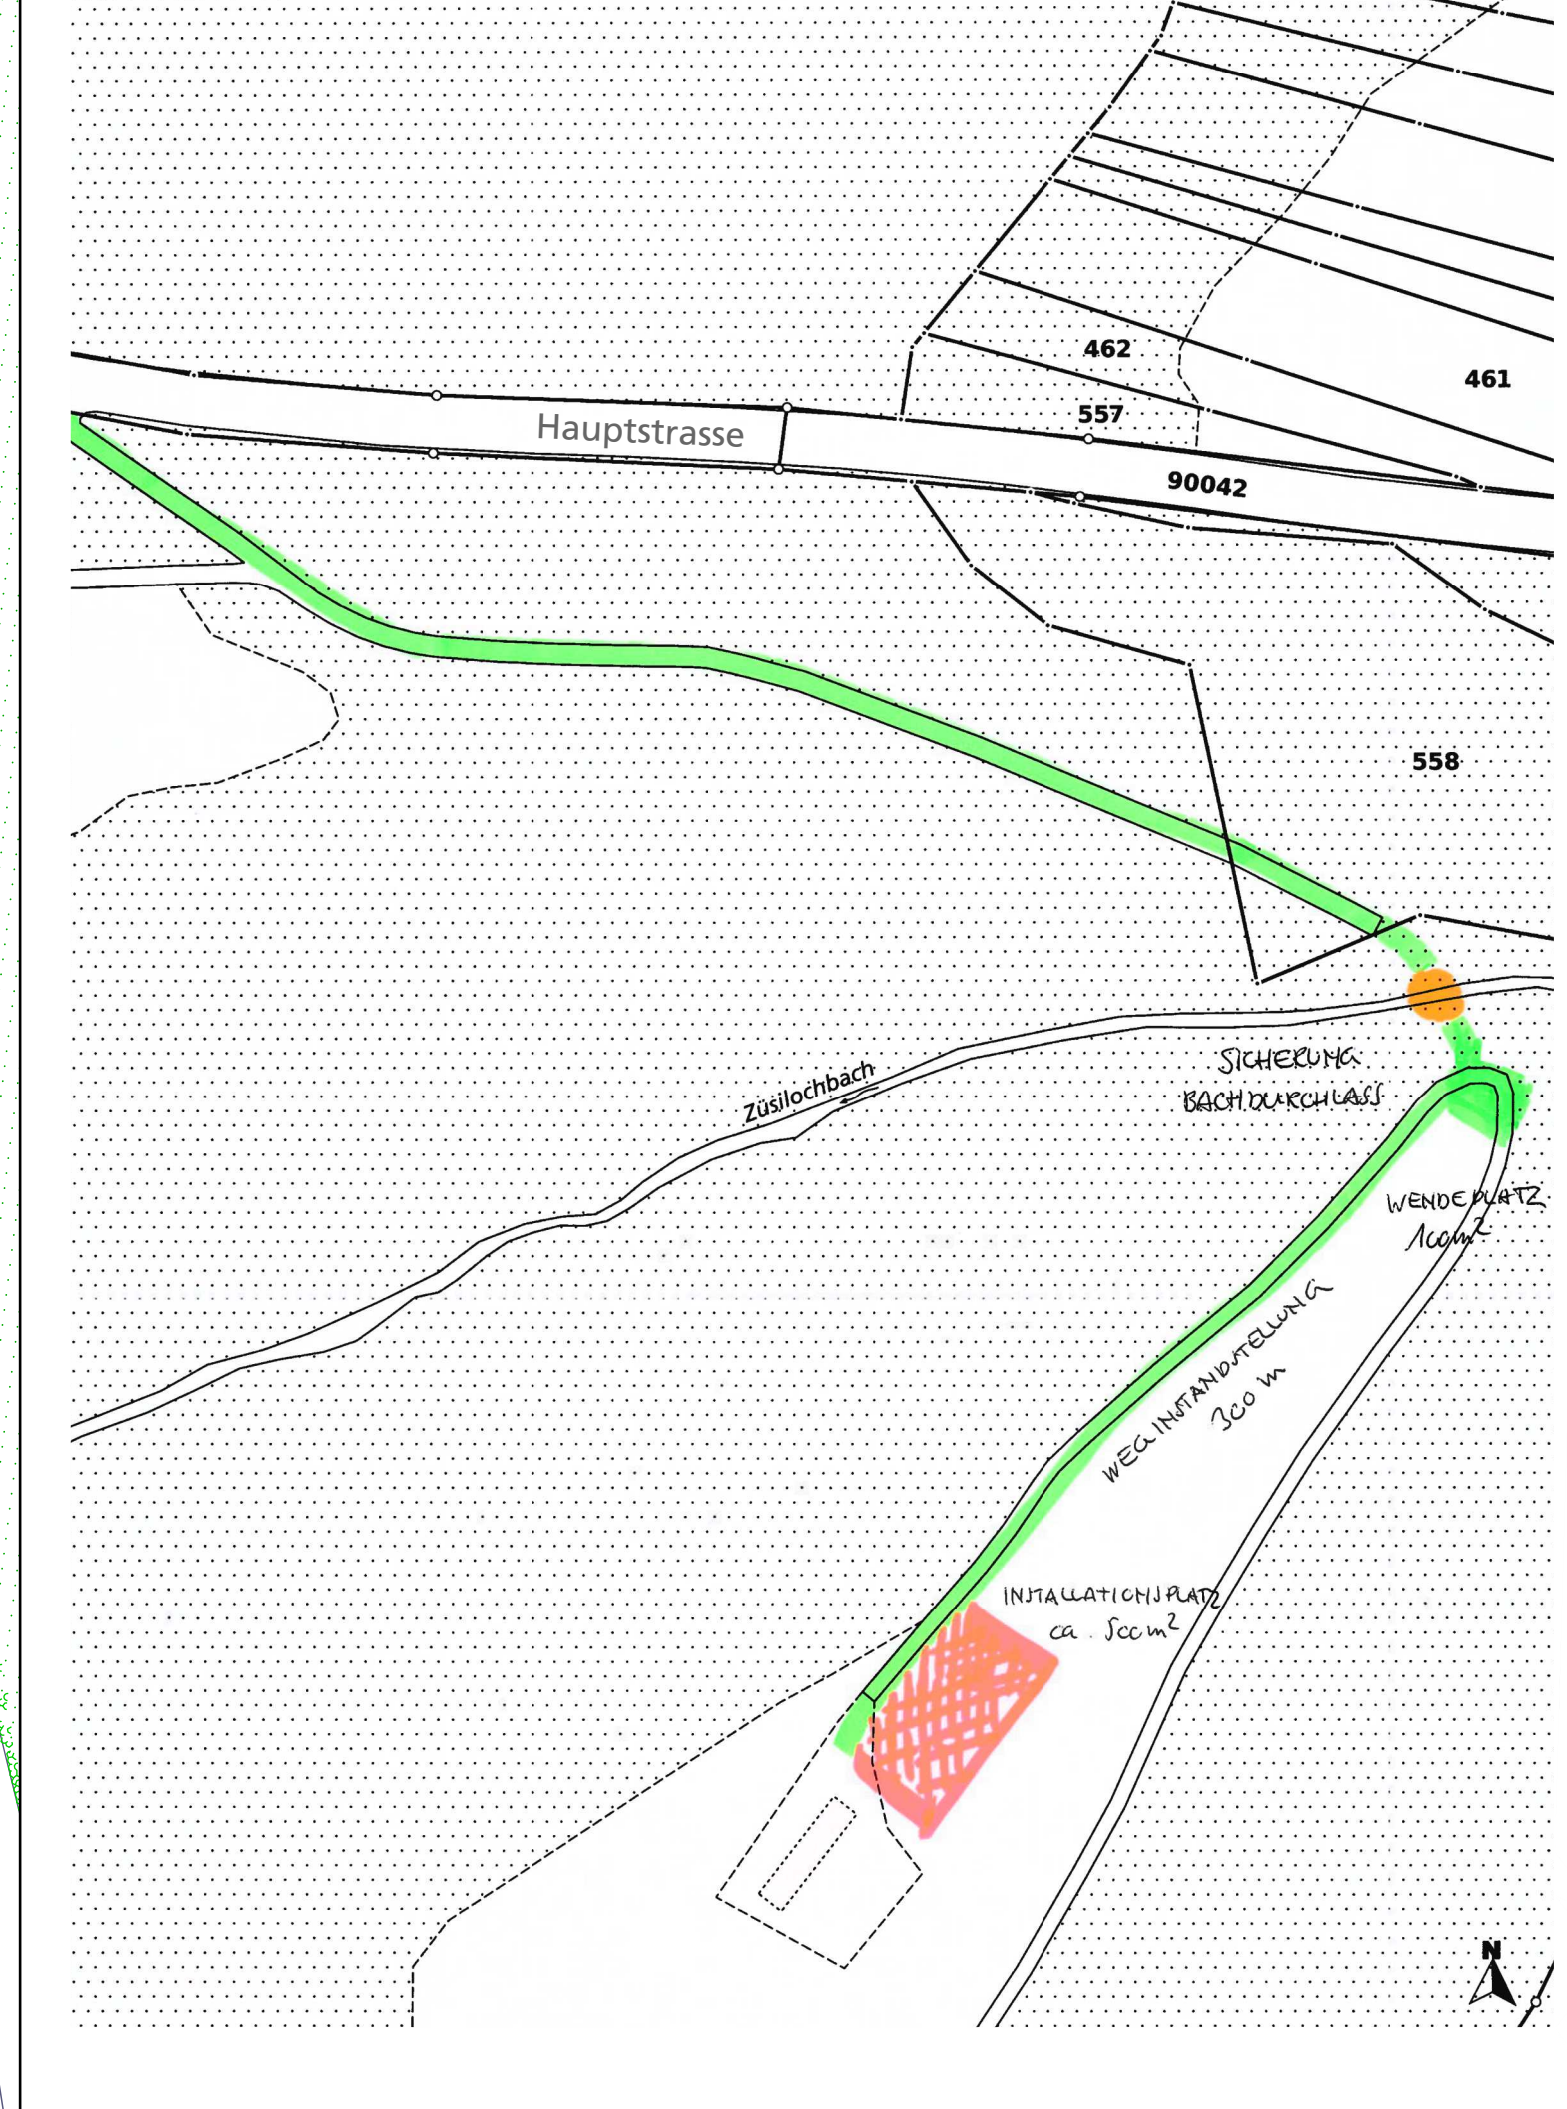 462
461
557
Hauptstrasse
90042
558
SICHERUNG
BACHDURCHLASS
Züsilochbach
WENDEPLATZ
100m²
WEGINSTANDSTELLUNG
300 m
INSTALLATIONSPLATZ
ca. 500m²
N